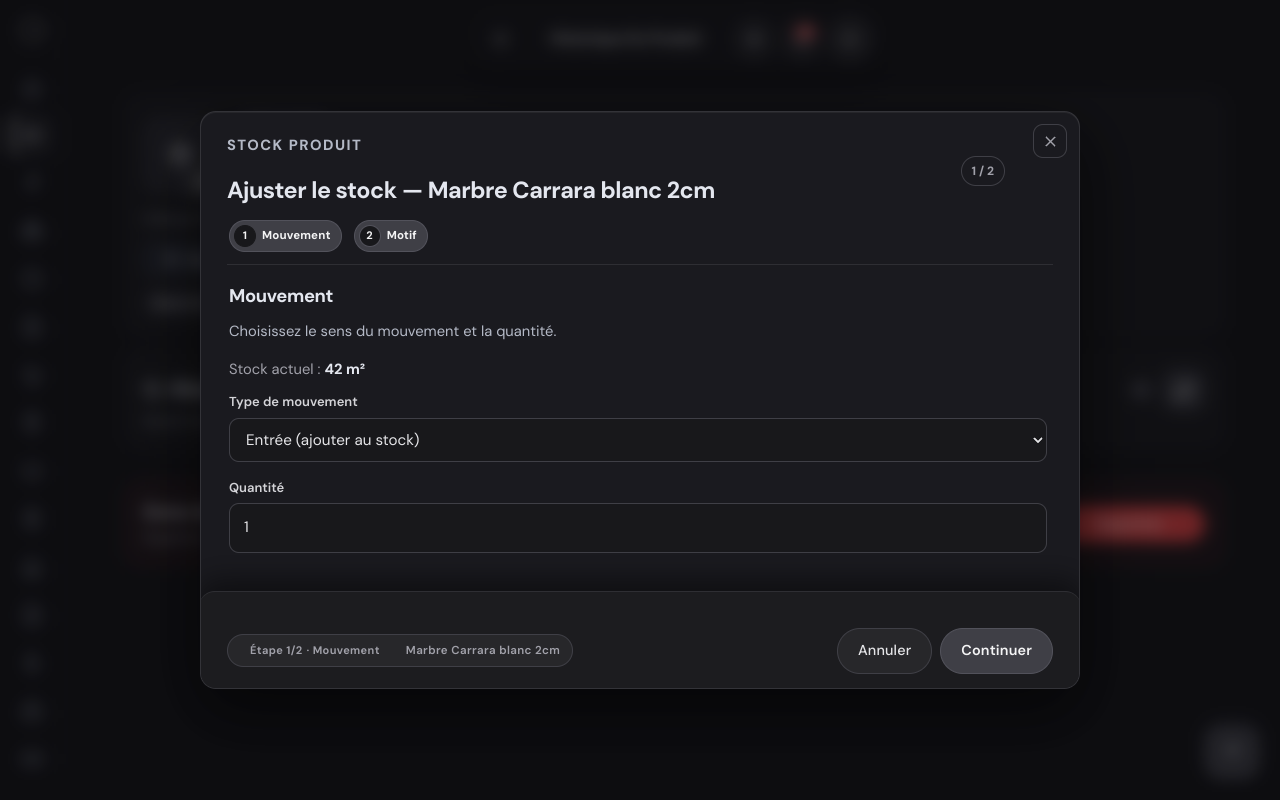 STOCK PRODUIT
1 / 2
Ajuster le stock — Marbre Carrara blanc 2cm
1 Mouvement
2 Motif
Mouvement
Choisissez le sens du mouvement et la quantité.
Stock actuel : 42 m²
Type de mouvement
Entrée (ajouter au stock)
Quantité
1
Étape 1/2 · Mouvement Marbre Carrara blanc 2cm
Annuler
Continuer